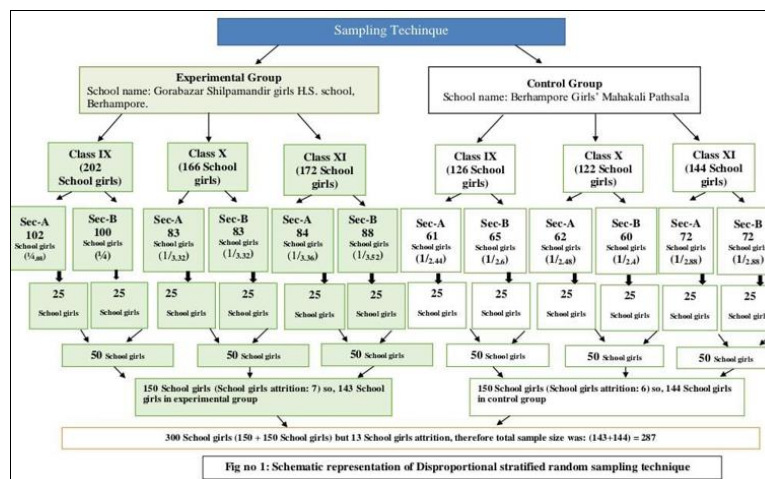 Sampling Techinque
Experimental Group
School name: Gorabazar Shilpamandir girls H.S. school,
Berhampore.
Control Group
School name: Berhampore Girls' Mahakali Pathsala
Class IX
(202
School girls)
Class X
(166 School
girls)
Class XI
(172 School
girls)
Class IX
(126 School
girls)
Class X
(122 School
girls)
Class XI
(144 School
girls)
Sec-A
102
School girls
(¼.₀₈)
Sec-B
100
School girls
(¼)
Sec-A
83
School girls
(1/3.32)
Sec-B
83
School girls
(1/3.32)
Sec-A
84
School girls
(1/3.36)
Sec-B
88
School girls
(1/3.52)
Sec-A
61
School girls
(1/2.44)
Sec-B
65
School girls
(1/2.6)
Sec-A
62
School girls
(1/2.48)
Sec-B
60
School girls
(1/2.4)
Sec-A
72
School girls
(1/2.88)
Sec-B
72
School girls
(1/2.88)
25
School girls
25
School girls
25
School girls
25
School girls
25
School girls
25
School girls
25
School girls
25
School girls
25
School girls
25
School girls
25
School girls
25
School girls
50 School girls
50 School girls
50 School girls
50 School girls
50 School girls
50 School girls
150 School girls (School girls attrition: 7) so, 143 School
girls in experimental group
150 School girls (School girls attrition: 6) so, 144 School girls
in control group
300 School girls (150 + 150 School girls) but 13 School girls attrition, therefore total sample size was: (143+144) = 287
Fig no 1: Schematic representation of Disproportional stratified random sampling technique